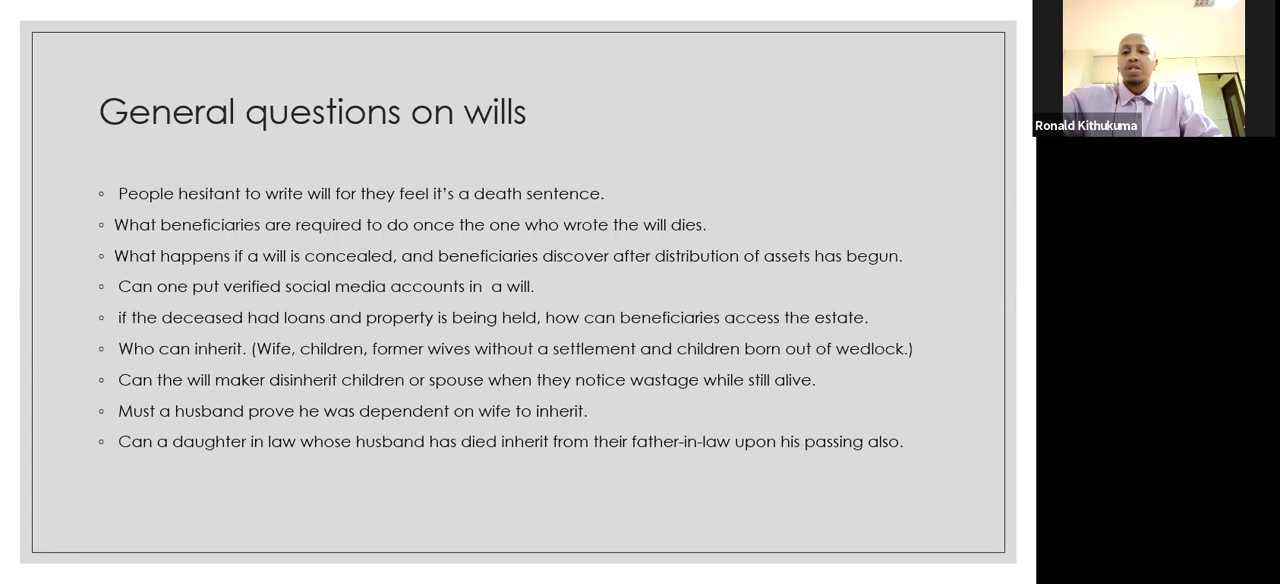 General questions on wills
◦ People hesitant to write will for they feel it's a death sentence.
◦ What beneficiaries are required to do once the one who wrote the will dies.
◦ What happens if a will is concealed, and beneficiaries discover after distribution of assets has begun.
◦ Can one put verified social media accounts in  a will.
◦ if the deceased had loans and property is being held, how can beneficiaries access the estate.
◦ Who can inherit. (Wife, children, former wives without a settlement and children born out of wedlock.)
◦ Can the will maker disinherit children or spouse when they notice wastage while still alive.
◦ Must a husband prove he was dependent on wife to inherit.
◦ Can a daughter in law whose husband has died inherit from their father-in-law upon his passing also.
Ronald Kithukuma